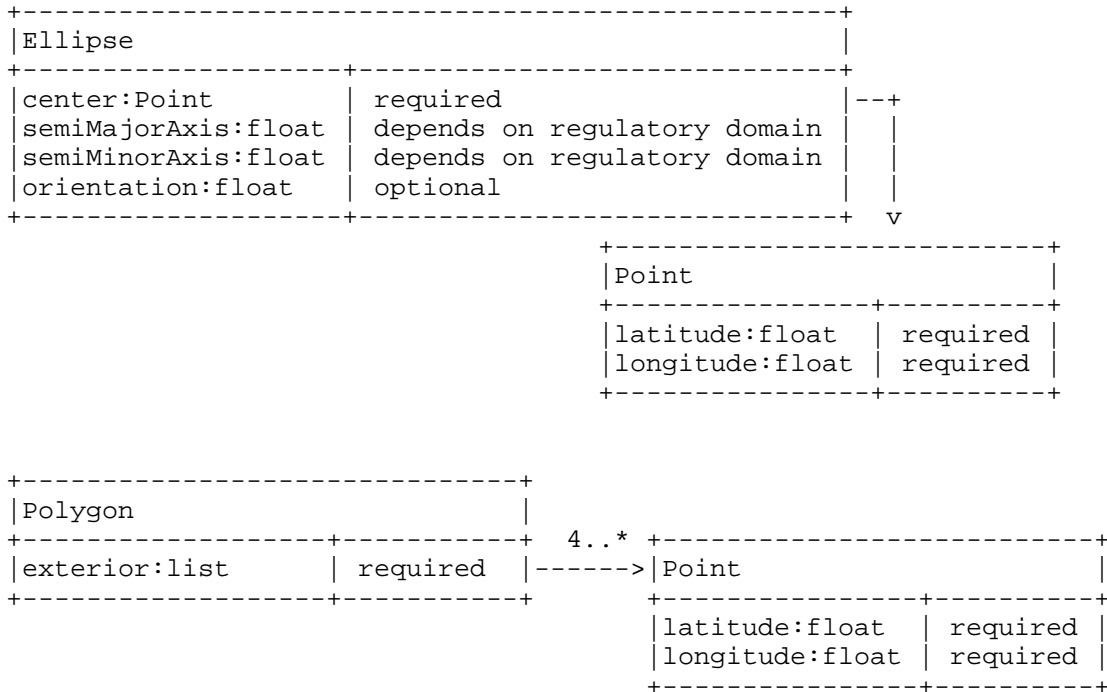 +---------------------------------------------------+
|Ellipse                                            |
+--------------------+------------------------------+
|center:Point        | required                     |--+
|semiMajorAxis:float | depends on regulatory domain |  |
|semiMinorAxis:float | depends on regulatory domain |  |
|orientation:float   | optional                     |  |
+--------------------+------------------------------+  v
                                     +---------------------------+
                                     |Point                      |
                                     +----------------+----------+
                                     |latitude:float  | required |
                                     |longitude:float | required |
                                     +----------------+----------+
+-------------------------------+
|Polygon                        |
+-------------------+-----------+  4..* +---------------------------+
|exterior:list      | required  |------>|Point                      |
+-------------------+-----------+       +----------------+----------+
                                        |latitude:float  | required |
                                        |longitude:float | required |
                                        +----------------+----------+